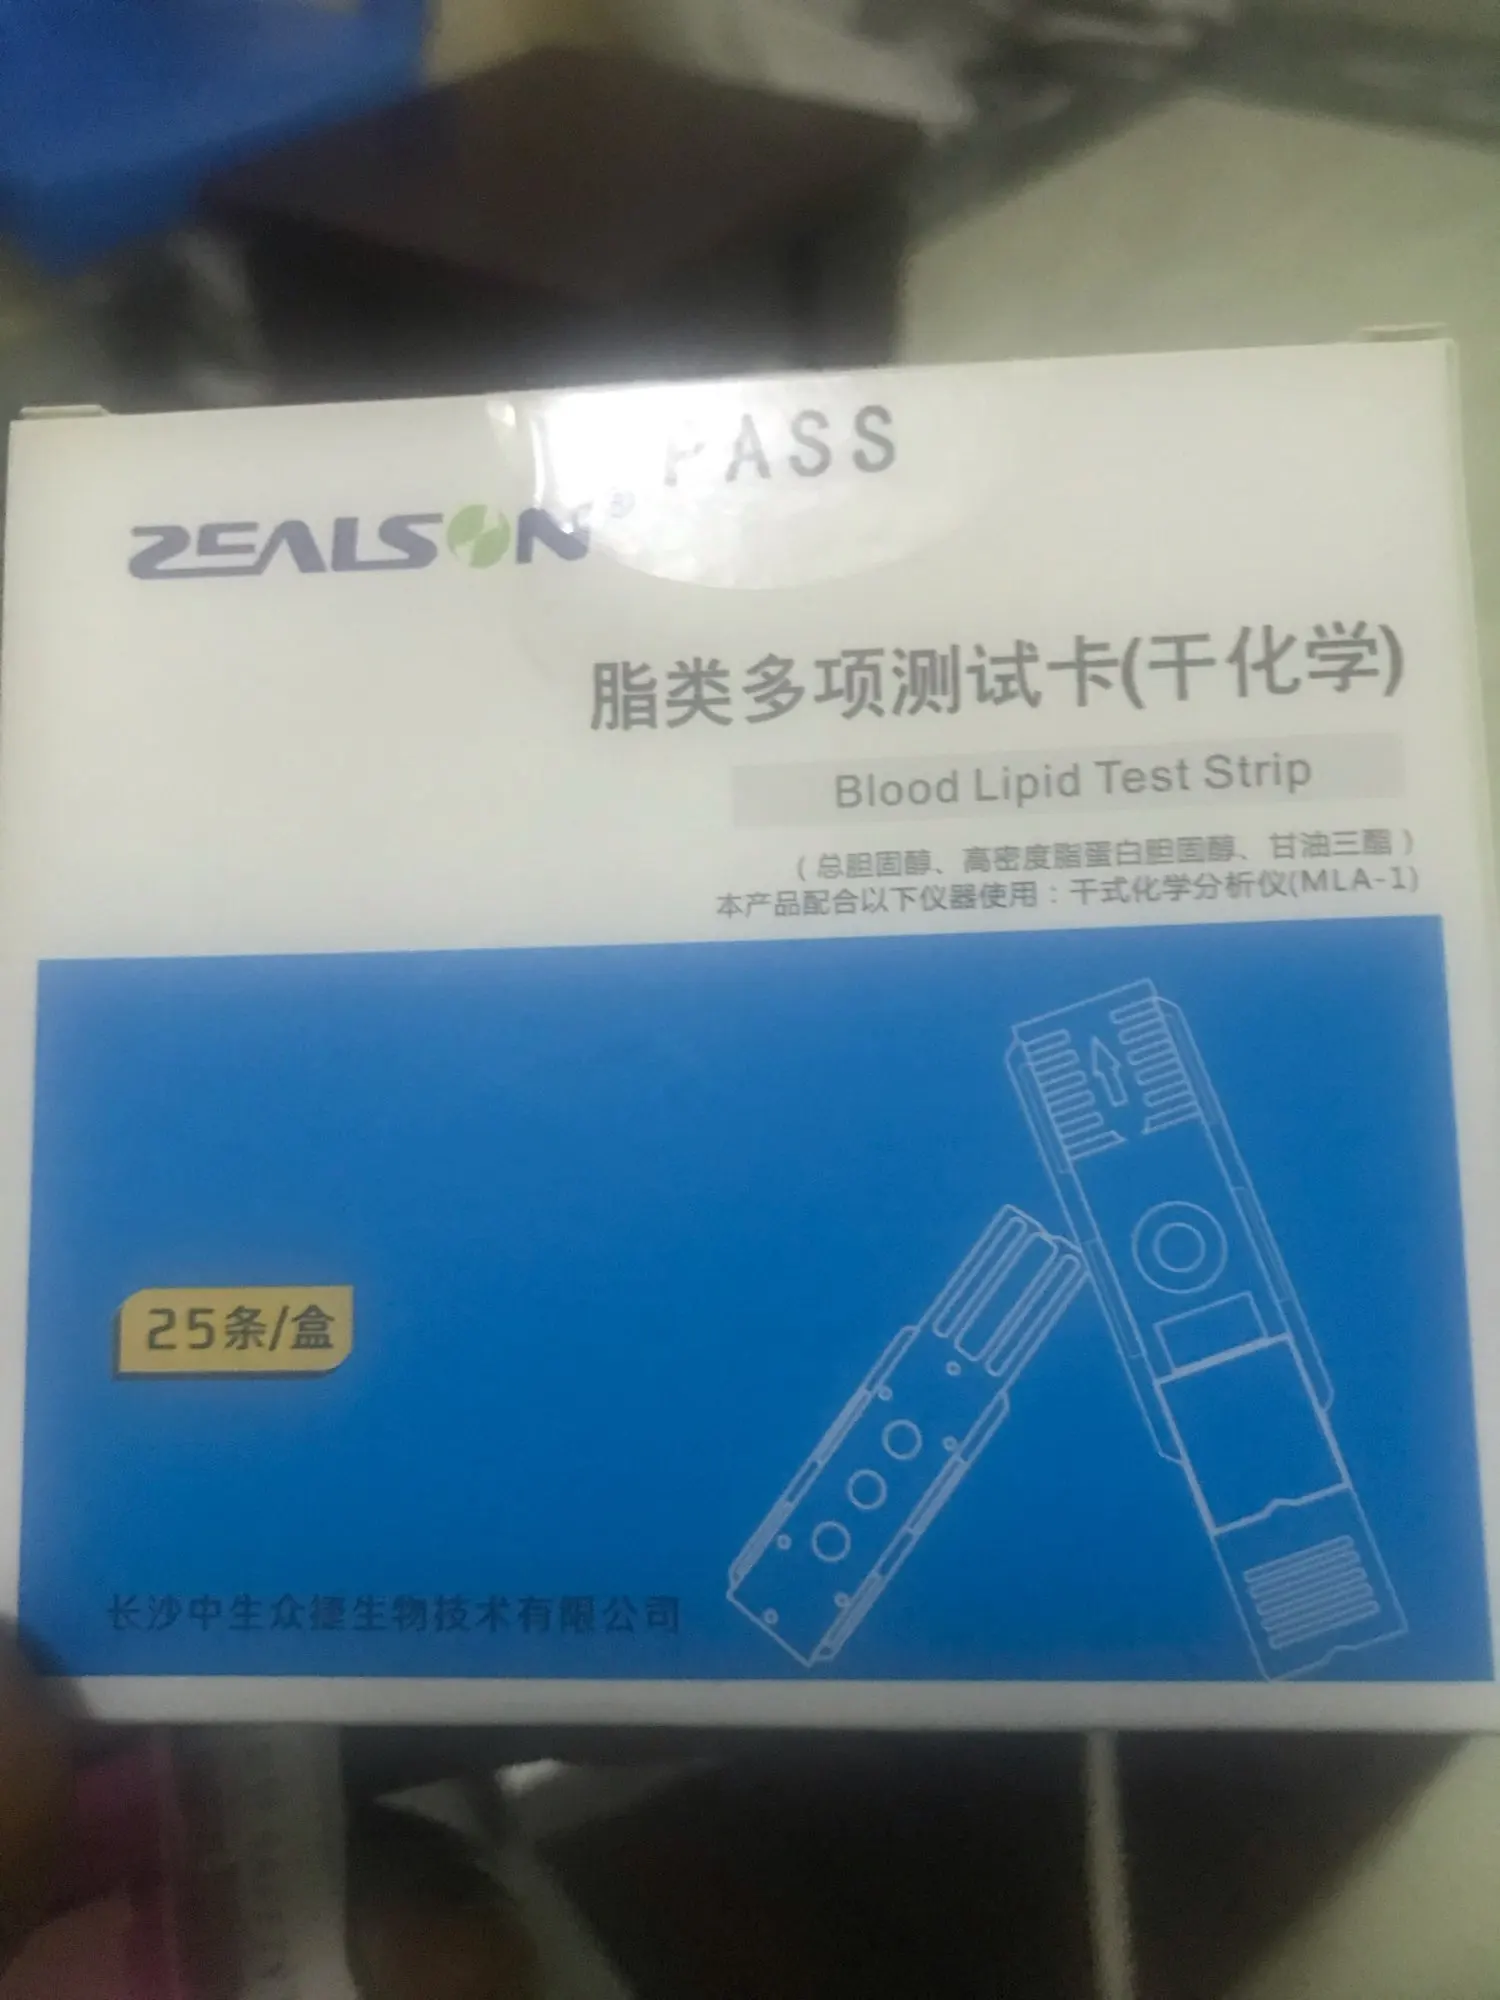 PASS
ZEALSON®
脂类多项测试卡(干化学)
Blood Lipid Test Strip
(总胆固醇、高密度脂蛋白胆固醇、甘油三酯)
本产品配合以下仪器使用:干式化学分析仪(MLA-1)
25条/盒
长沙中生众捷生物技术有限公司